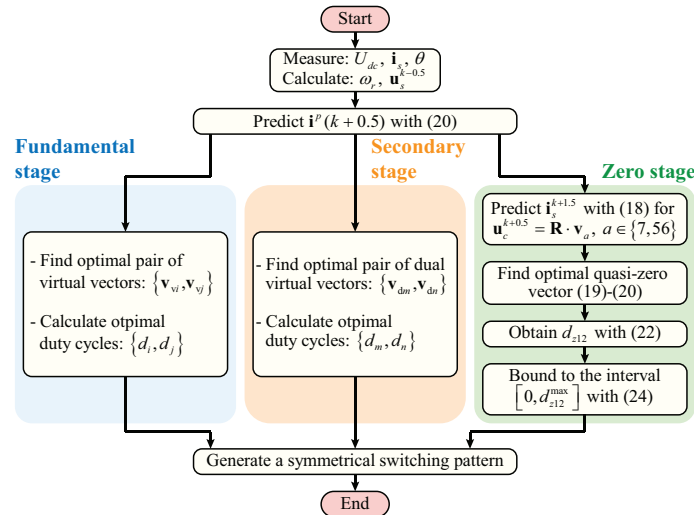 Start
Measure: U_dc, i_s, θ
Calculate: ω_r, u_s^{k-0.5}
Predict i^p(k+0.5) with (20)
Fundamental
stage
Secondary
stage
Zero stage
- Find optimal pair of
virtual vectors: {v_vi, v_vj}
- Calculate otpimal
duty cycles: {d_i, d_j}
- Find optimal pair of dual
virtual vectors: {v_dm, v_dn}
- Calculate otpimal
duty cycles: {d_m, d_n}
Predict i_s^{k+1.5} with (18) for
u_c^{k+0.5} = R · v_a, a ∈ {7,56}
Find optimal quasi-zero
vector (19)-(20)
Obtain d_z12 with (22)
Bound to the interval
[0, d_z12^max] with (24)
Generate a symmetrical switching pattern
End